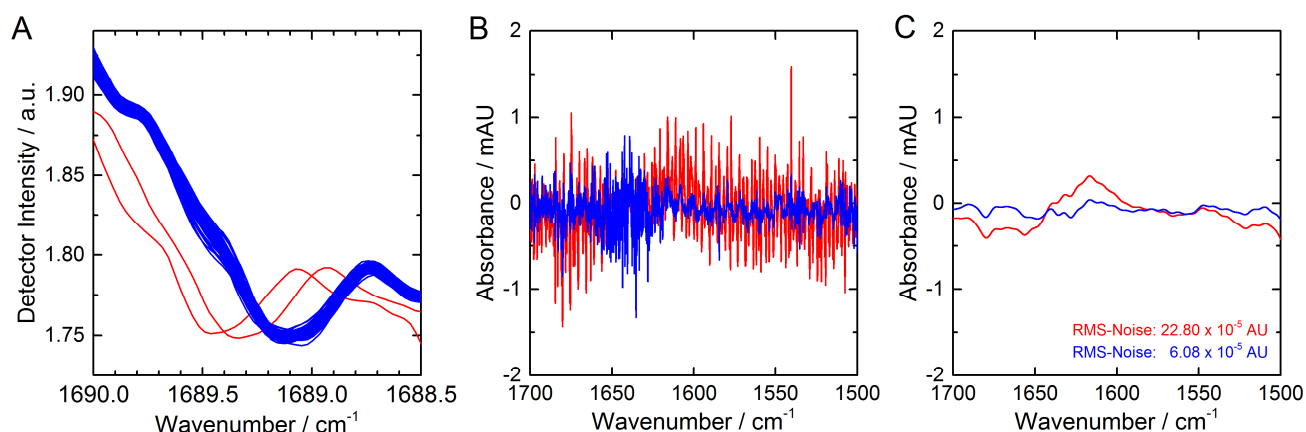 A
Detector Intensity / a.u.
1.90
1.85
1.80
1.75
1690.0
1689.5
1689.0
1688.5
Wavenumber / cm⁻¹
B
Absorbance / mAU
2
1
0
-1
-2
1700
1650
1600
1550
1500
Wavenumber / cm⁻¹
C
Absorbance / mAU
2
1
0
-1
-2
RMS-Noise: 22.80 x 10⁻⁵ AU
RMS-Noise: 6.08 x 10⁻⁵ AU
1700
1650
1600
1550
1500
Wavenumber / cm⁻¹